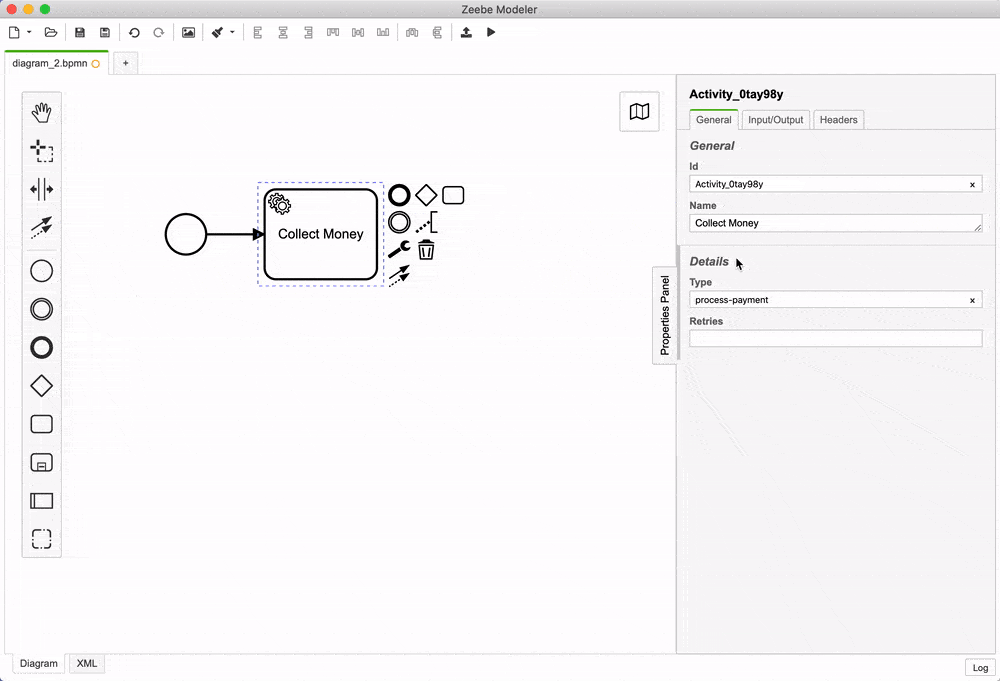 Zeebe Modeler
diagram_2.bpmn
+
Activity_0tay98y
General Input/Output Headers
General
Id
Activity_0tay98y x
Name
Collect Money
Details
Type
process-payment x
Retries
Properties Panel
Collect Money
Diagram XML
Log